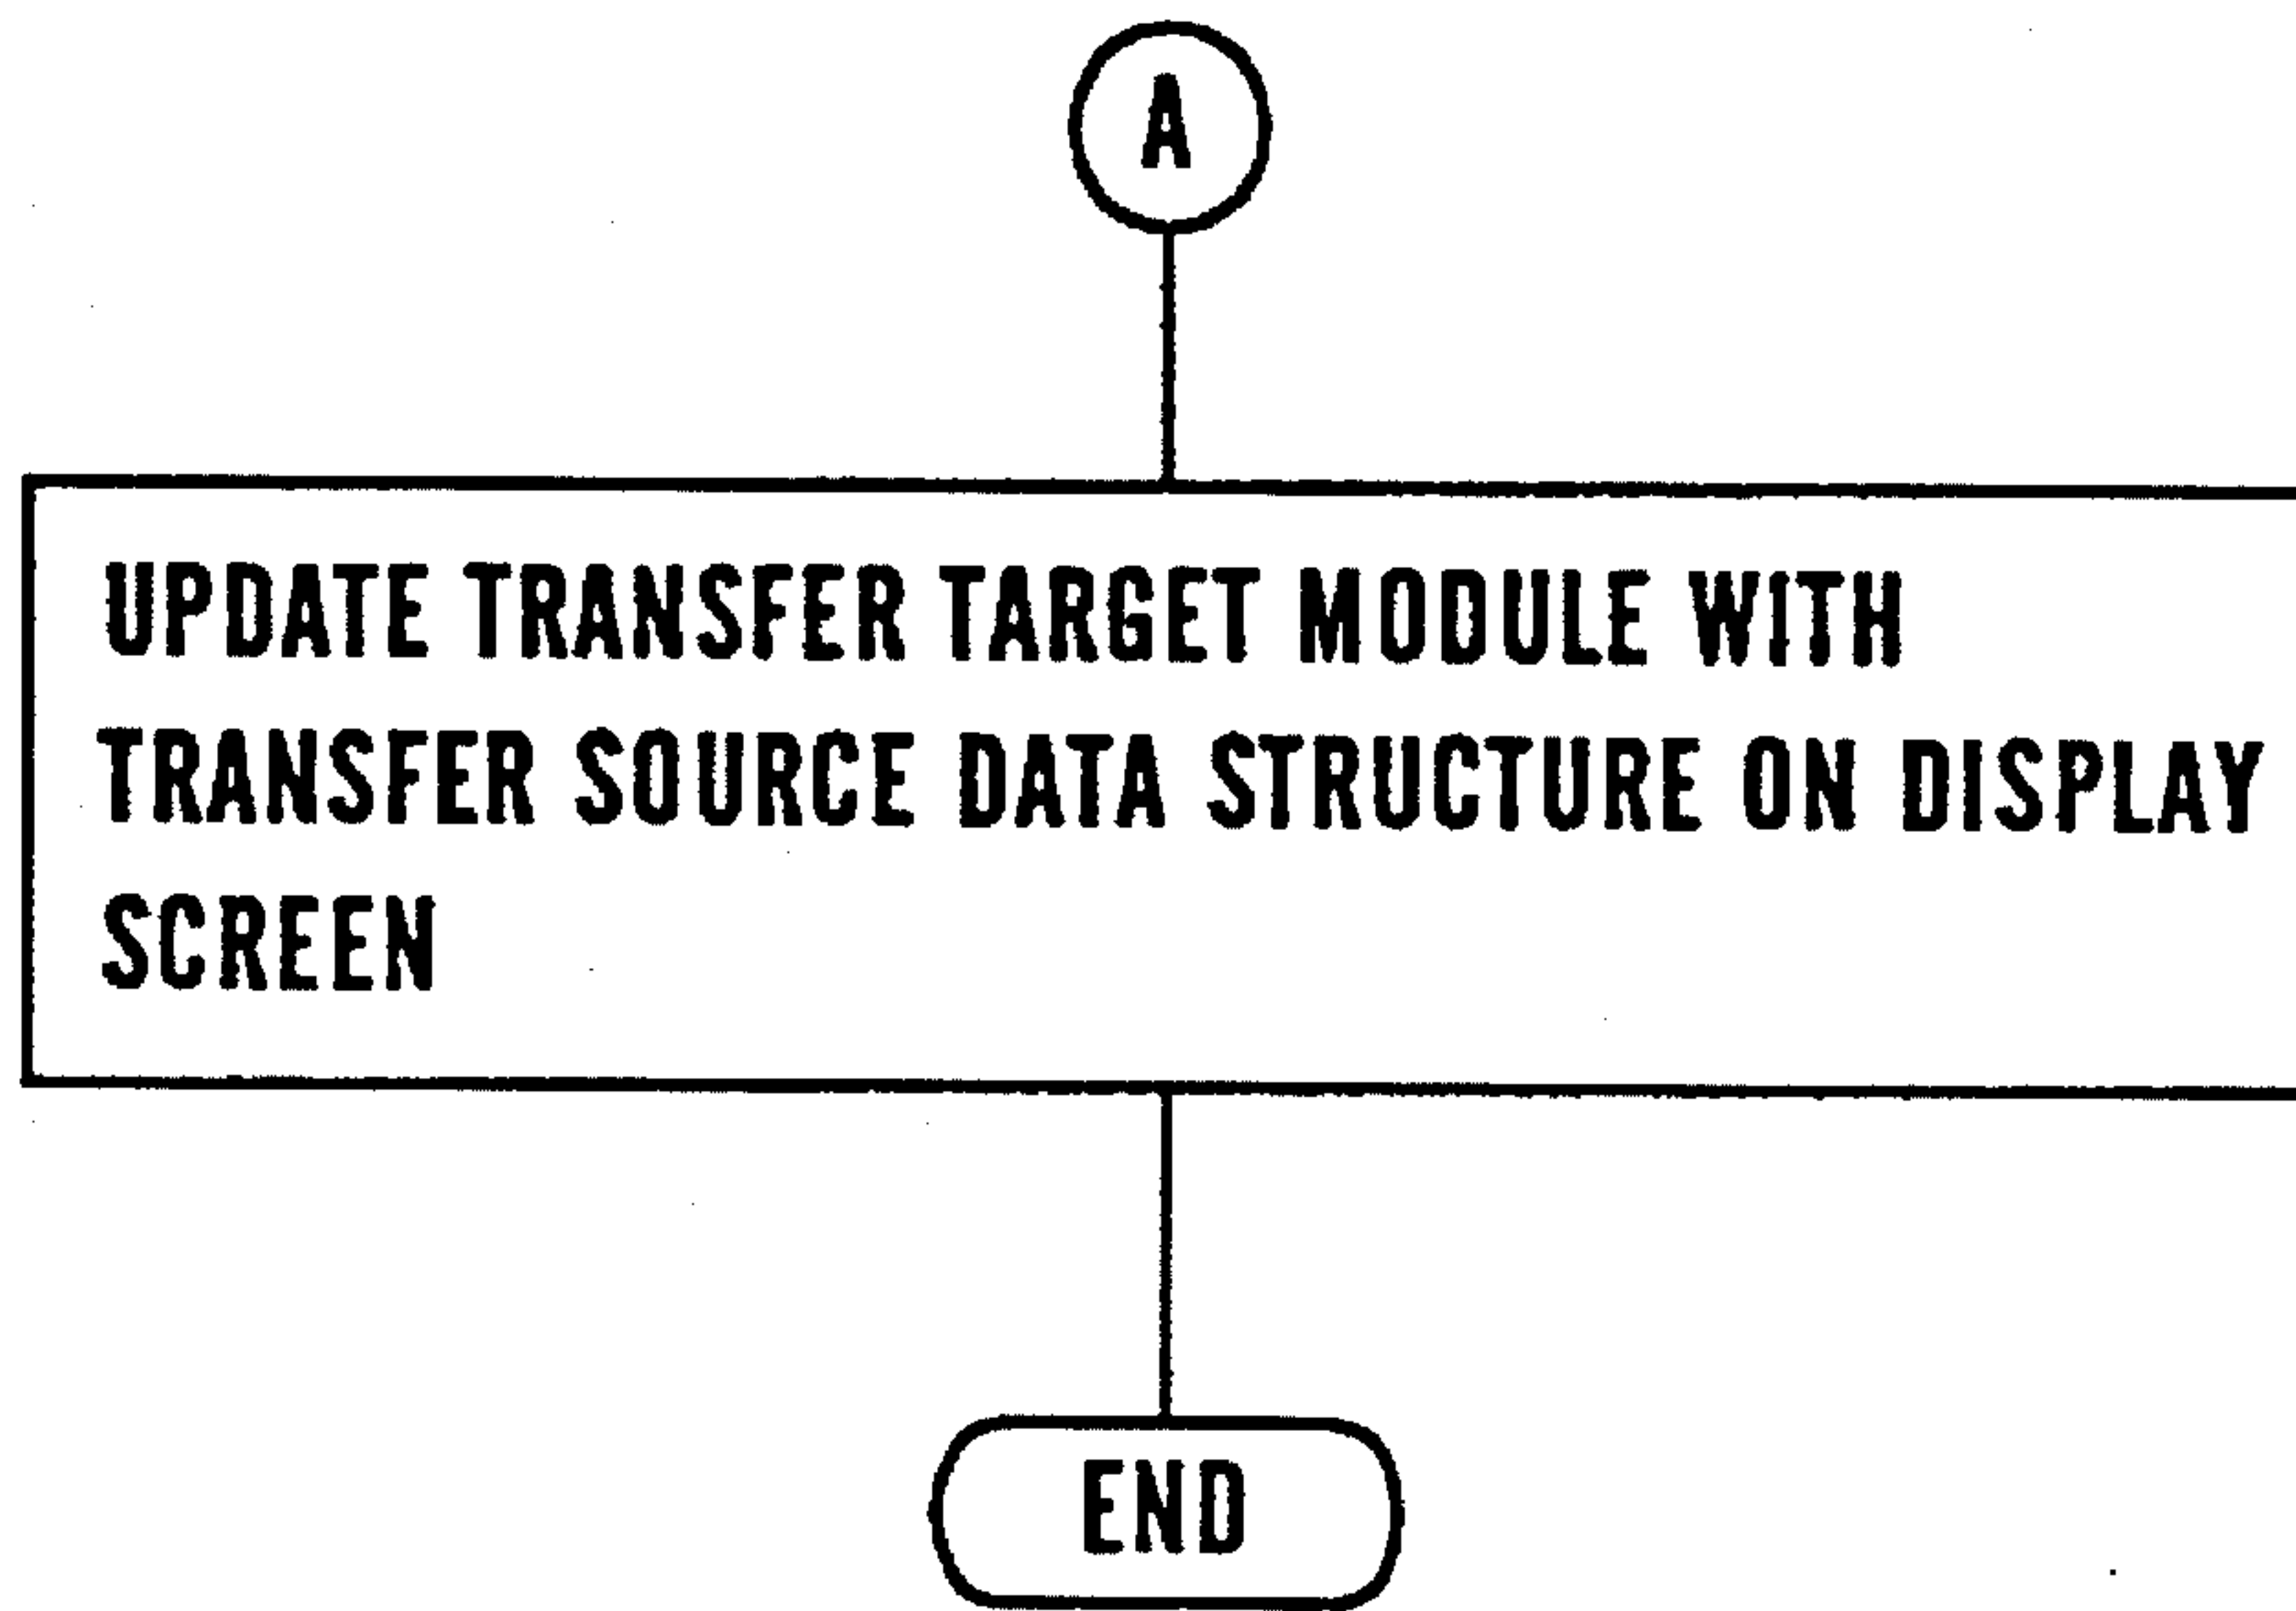 A
UPDATE TRANSFER TARGET MODULE WITH
TRANSFER SOURCE DATA STRUCTURE ON DISPLAY
SCREEN
END